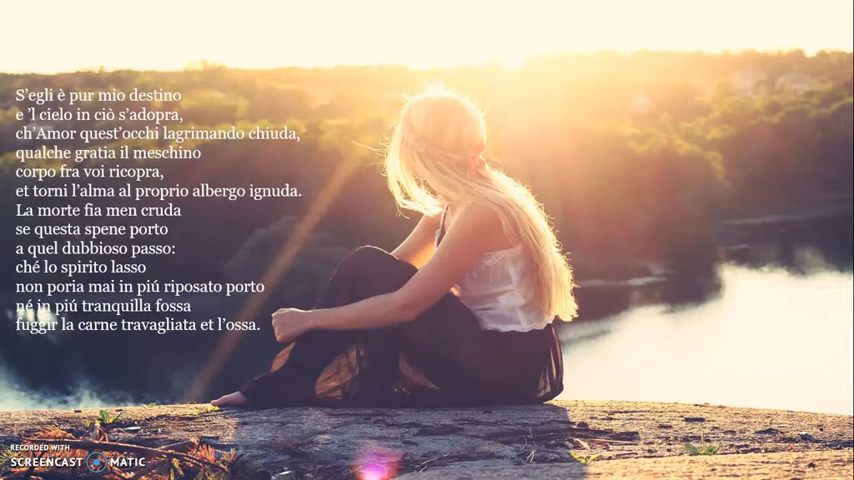 S'egli è pur mio destino
e 'l cielo in ciò s'adopra,
ch'Amor quest'occhi lagrimando chiuda,
qualche gratia il meschino
corpo fra voi ricopra,
et torni l'alma al proprio albergo ignuda.
La morte fia men cruda
se questa spene porto
a quel dubbioso passo:
ché lo spirito lasso
non poria mai in piú riposato porto
né in piú tranquilla fossa
fuggir la carne travagliata et l'ossa.
RECORDED WITH
SCREENCAST MATIC